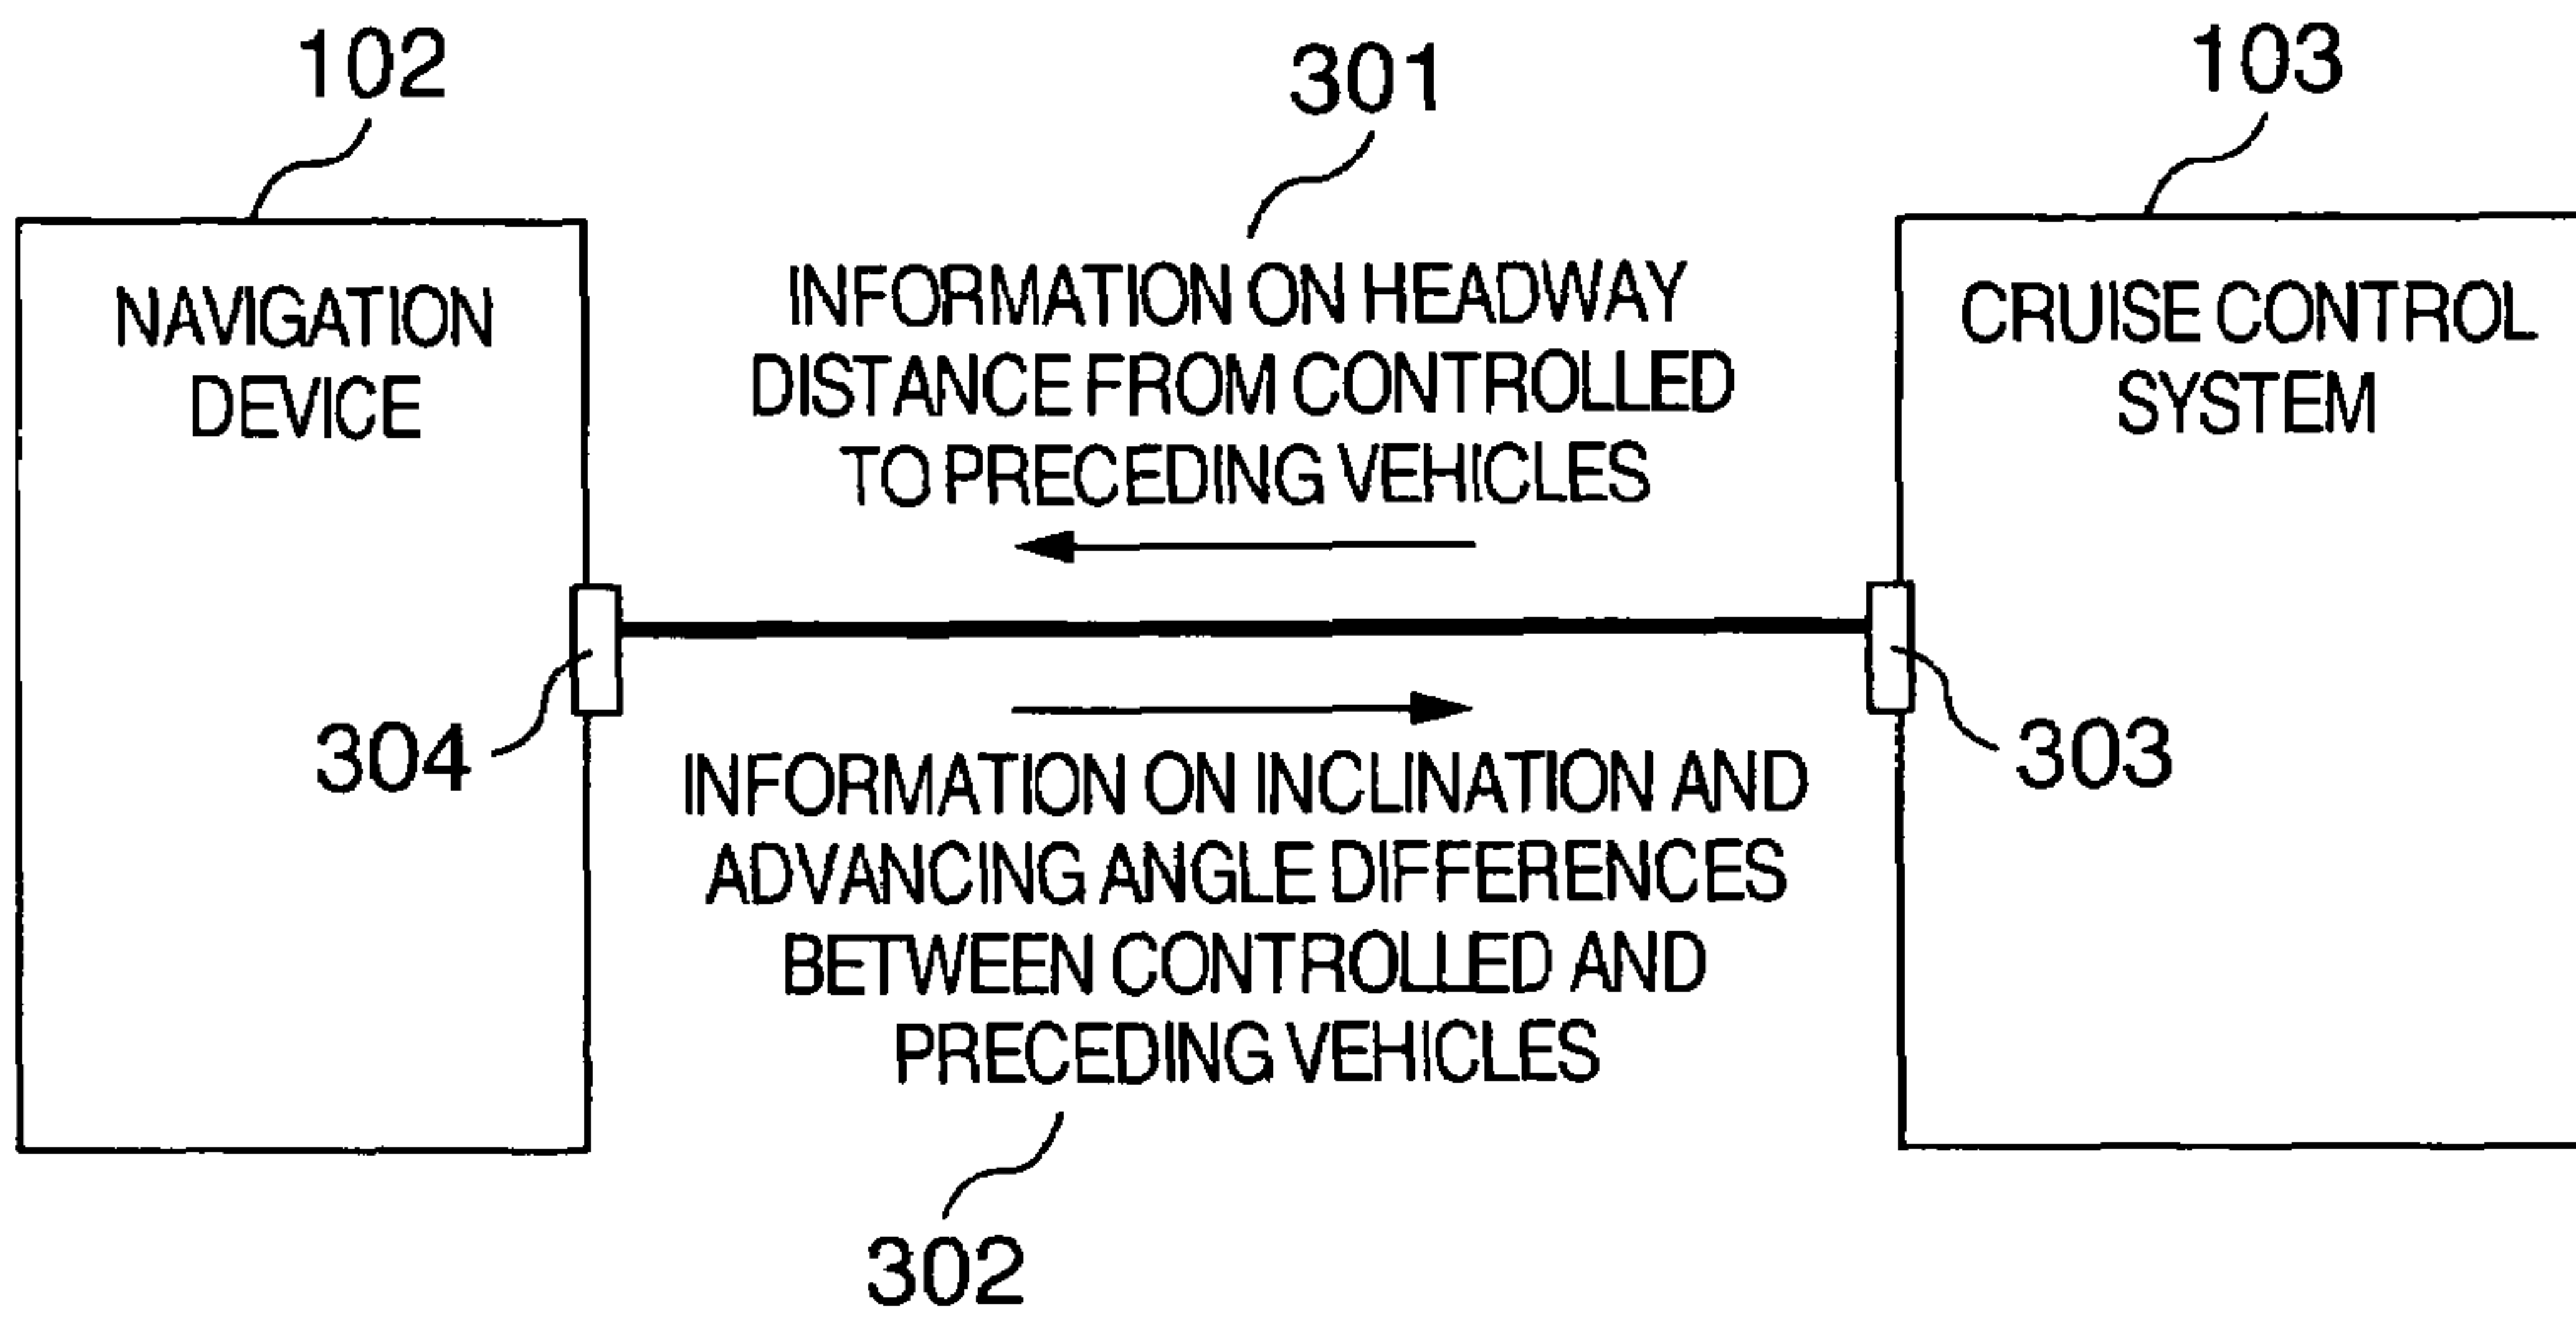 102
301
103
NAVIGATION
DEVICE
INFORMATION ON HEADWAY
DISTANCE FROM CONTROLLED
TO PRECEDING VEHICLES
CRUISE CONTROL
SYSTEM
304
303
INFORMATION ON INCLINATION AND
ADVANCING ANGLE DIFFERENCES
BETWEEN CONTROLLED AND
PRECEDING VEHICLES
302